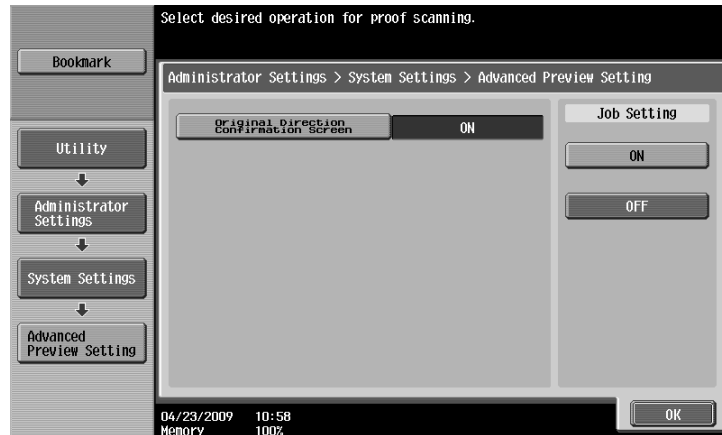 Select desired operation for proof scanning.
Bookmark
Administrator Settings > System Settings > Advanced Preview Setting
Original Direction
Confirmation Screen
ON
Job Setting
ON
OFF
Utility
Administrator
Settings
System Settings
Advanced
Preview Setting
04/23/2009 10:58
Memory 100%
OK